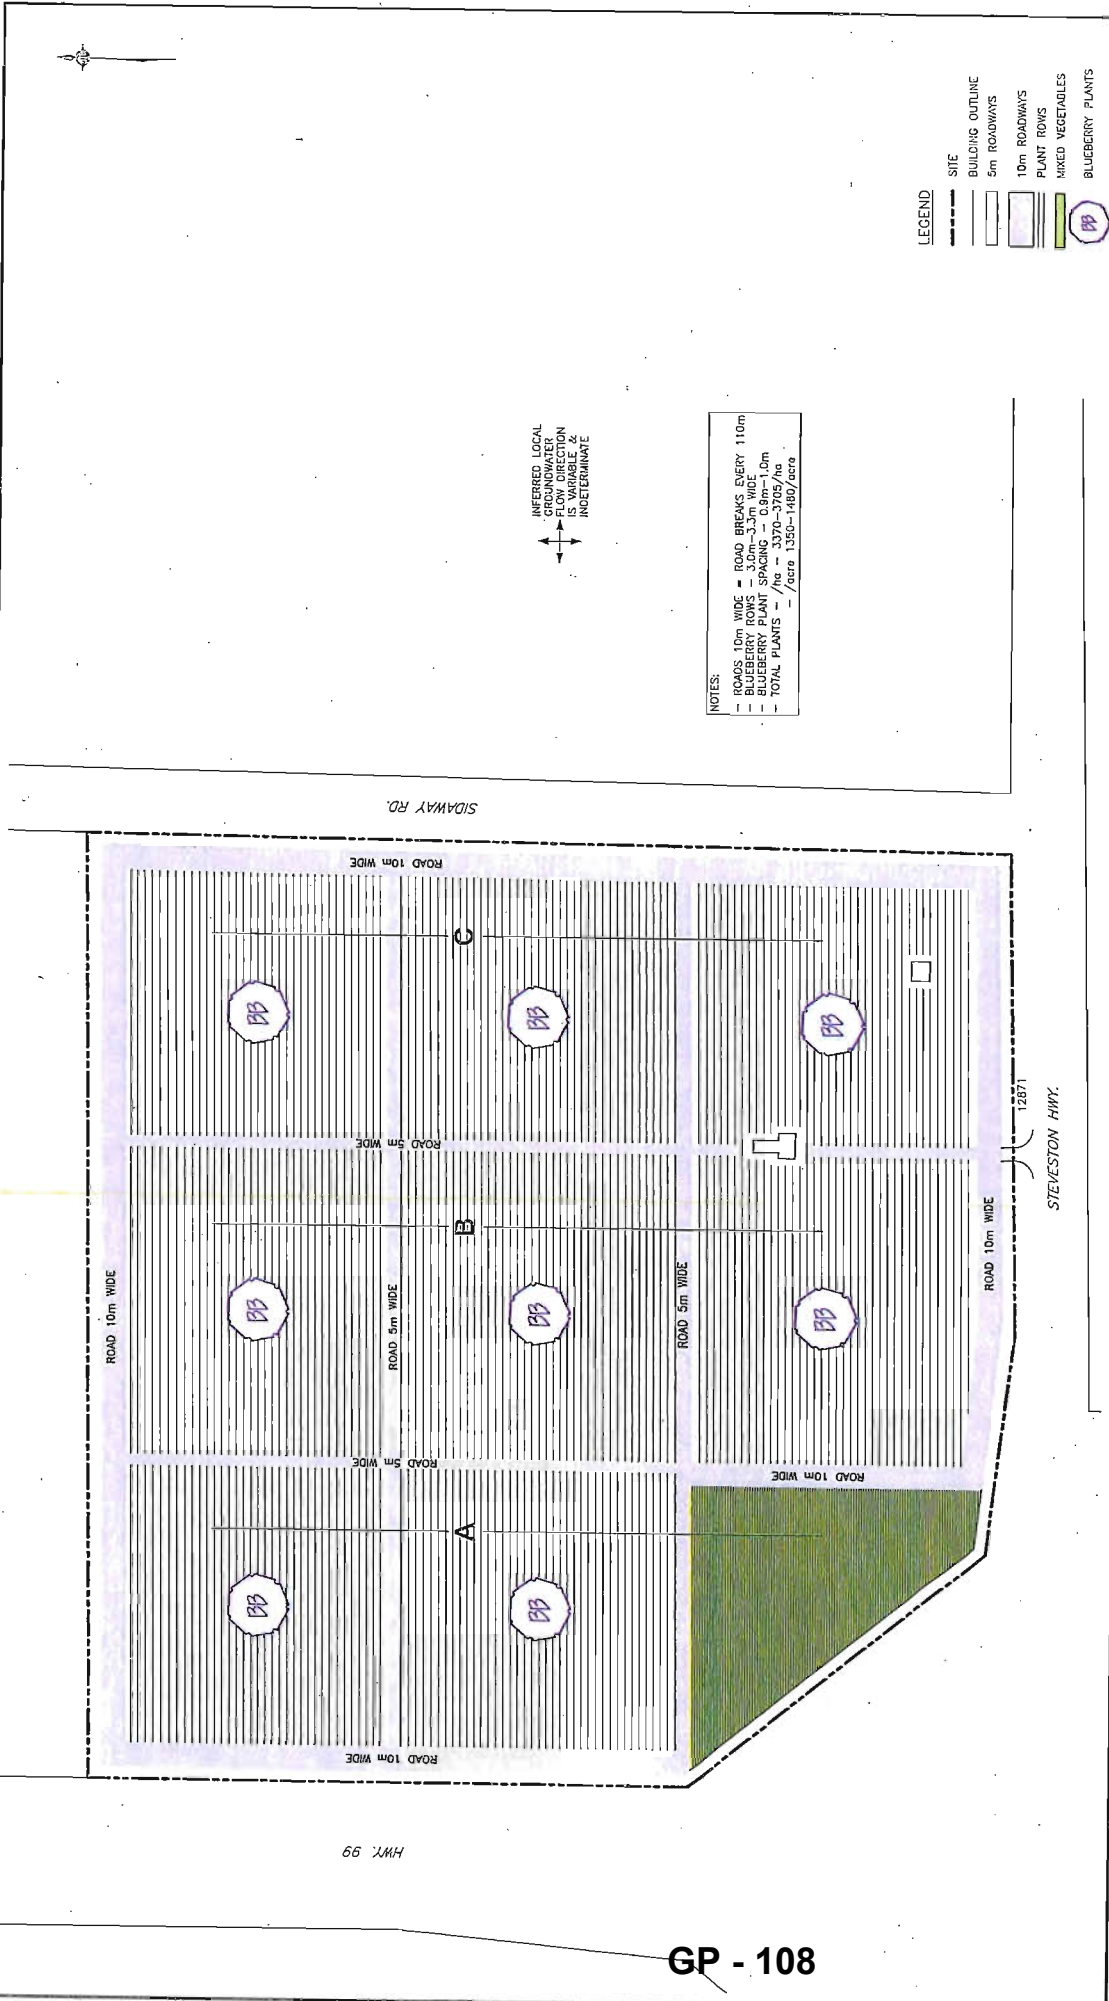 SIDAWAY RD.
ROAD 10m WIDE
ROAD 10m WIDE
ROAD 5m WIDE
ROAD 5m WIDE
ROAD 10m WIDE
ROAD 5m WIDE
ROAD 5m WIDE
ROAD 10m WIDE
ROAD 10m WIDE
HWY. 99
STEVESTON HWY.
12871
A
B
C
BB
BB
BB
BB
BB
BB
BB
BB
INFERRED LOCAL
GROUNDWATER
FLOW DIRECTION
IS VARIABLE &
INDETERMINATE
NOTES:
- ROADS 10m WIDE - ROAD BREAKS EVERY 110m
- BLUEBERRY ROWS - 3.0m-3.3m WIDE
- BLUEBERRY PLANT SPACING - 0.9m-1.0m
- TOTAL PLANTS - /ha - 3370-3705/ha
- /acre 1350-1480/acre
LEGEND
SITE
BUILDING OUTLINE
5m ROADWAYS
10m ROADWAYS
PLANT ROWS
MIXED VEGETABLES
BB BLUEBERRY PLANTS
GP - 108